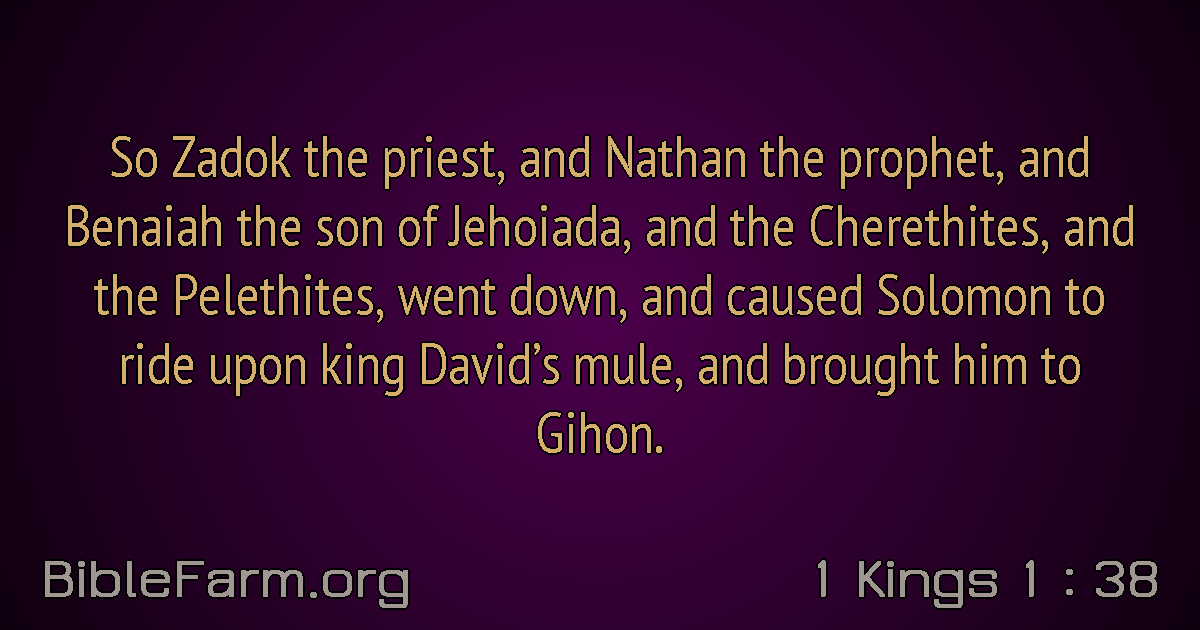 So Zadok the priest, and Nathan the prophet, and
Benaiah the son of Jehoiada, and the Cherethites, and
the Pelethites, went down, and caused Solomon to
ride upon king David’s mule, and brought him to
Gihon.
BibleFarm.org
1 Kings 1 : 38